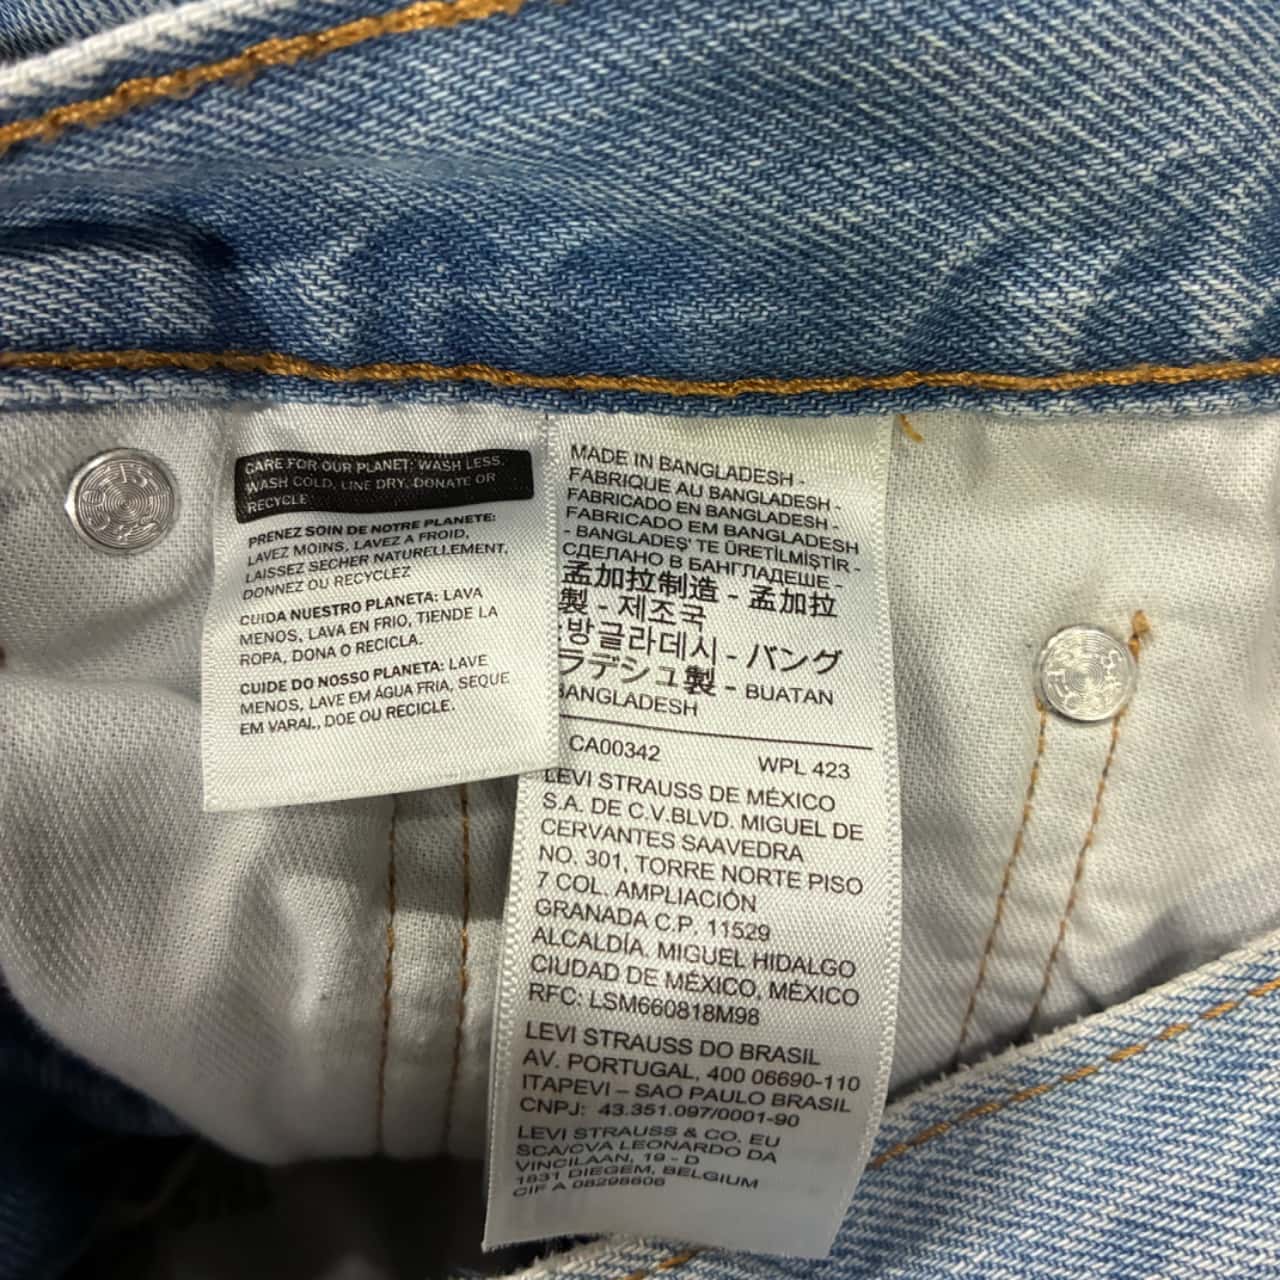 CARE FOR OUR PLANET: WASH LESS,
WASH COLD, LINE DRY, DONATE OR
RECYCLE
PRENEZ SOIN DE NOTRE PLANETE:
LAVEZ MOINS, LAVEZ A FROID,
LAISSEZ SECHER NATURELLEMENT,
DONNEZ OU RECYCLEZ
CUIDA NUESTRO PLANETA: LAVA
MENOS, LAVA EN FRIO, TIENDE LA
ROPA, DONA O RECICLA.
CUIDE DO NOSSO PLANETA: LAVE
MENOS, LAVE EM ÁGUA FRIA, SEQUE
EM VARAL, DOE OU RECICLE.
MADE IN BANGLADESH -
FABRIQUE AU BANGLADESH -
FABRICADO EN BANGLADESH -
FABRICADO EM BANGLADESH
- BANGLADEŞ' TE ÜRETİLMİŞTİR -
СДЕЛАНО В БАНГЛАДЕШЕ -
孟加拉制造 - 孟加拉
製 - 제조국
:방글라데시 - バング
ラデシュ製 - BUATAN
BANGLADESH
CA00342 WPL 423
LEVI STRAUSS DE MÉXICO
S.A. DE C.V.BLVD. MIGUEL DE
CERVANTES SAAVEDRA
NO. 301, TORRE NORTE PISO
7 COL. AMPLIACIÓN
GRANADA C.P. 11529
ALCALDÍA. MIGUEL HIDALGO
CIUDAD DE MÉXICO, MÉXICO
RFC: LSM660818M98
LEVI STRAUSS DO BRASIL
AV. PORTUGAL, 400 06690-110
ITAPEVI – SAO PAULO BRASIL
CNPJ: 43.351.097/0001-90
LEVI STRAUSS & CO. EU
SCA/CVA LEONARDO DA
VINCILAAN, 19 - D
1831 DIEGEM, BELGIUM
CIF A 08298606